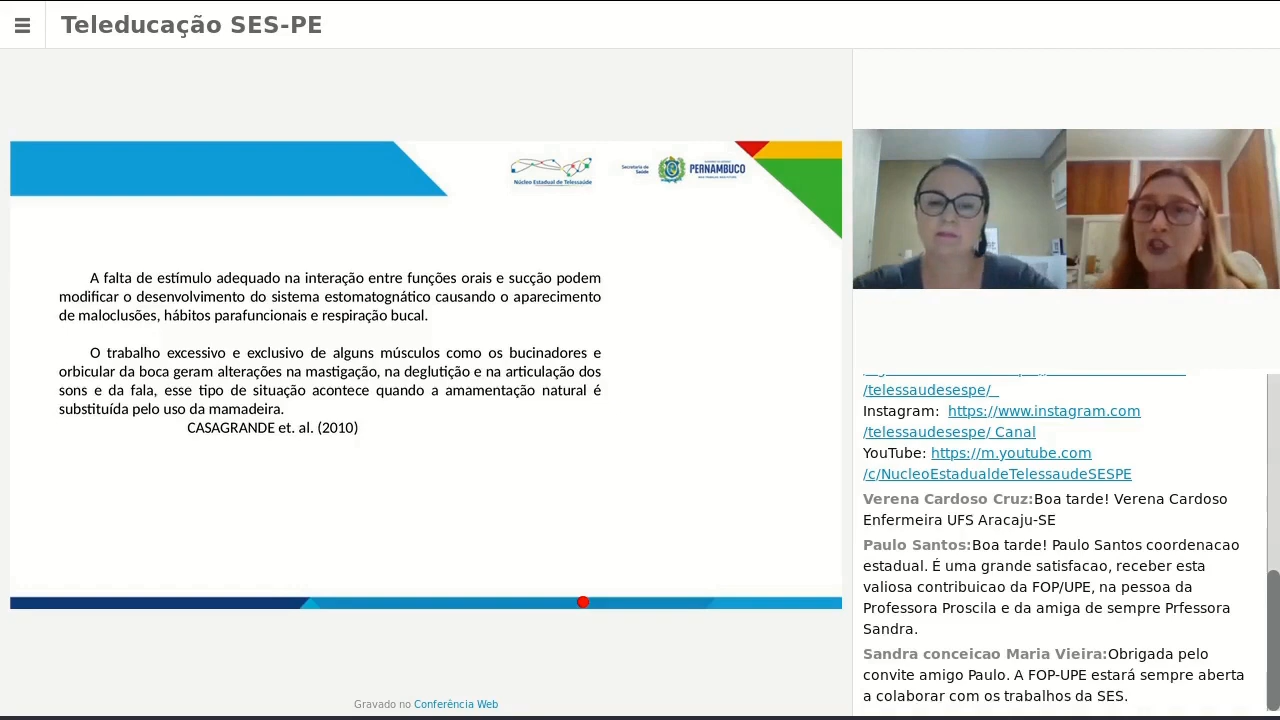 Teleducação SES-PE
Núcleo Estadual de Telessaúde
Secretaria de
Saúde
PERNAMBUCO
A falta de estímulo adequado na interação entre funções orais e sucção podem
modificar o desenvolvimento do sistema estomatognático causando o aparecimento
de maloclusões, hábitos parafuncionais e respiração bucal.
O trabalho excessivo e exclusivo de alguns músculos como os bucinadores e
orbicular da boca geram alterações na mastigação, na deglutição e na articulação dos
sons e da fala, esse tipo de situação acontece quando a amamentação natural é
substituída pelo uso da mamadeira.
CASAGRANDE et. al. (2010)
Gravado no Conferência Web
/telessaudesespe/_
Instagram: https://www.instagram.com
/telessaudesespe/ Canal
YouTube: https://m.youtube.com
/c/NucleoEstadualdeTelessaudeSESPE
Verena Cardoso Cruz:Boa tarde! Verena Cardoso
Enfermeira UFS Aracaju-SE
Paulo Santos:Boa tarde! Paulo Santos coordenacao
estadual. É uma grande satisfacao, receber esta
valiosa contribuicao da FOP/UPE, na pessoa da
Professora Proscila e da amiga de sempre Prfessora
Sandra.
Sandra conceicao Maria Vieira:Obrigada pelo
convite amigo Paulo. A FOP-UPE estará sempre aberta
a colaborar com os trabalhos da SES.